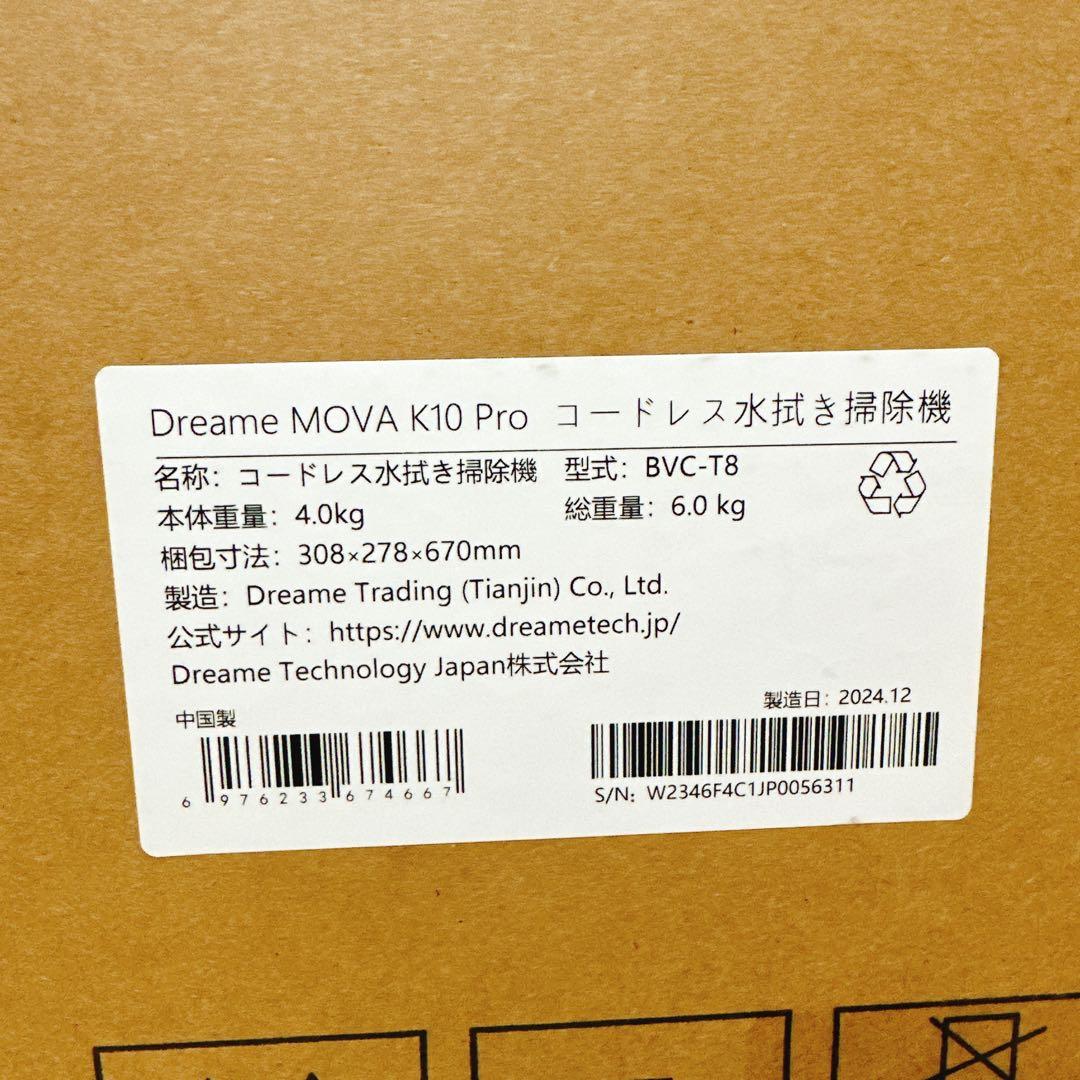 Dreame MOVA K10 Pro コードレス水拭き掃除機
名称：コードレス水拭き掃除機 型式：BVC-T8
本体重量：4.0kg 総重量：6.0 kg
梱包寸法：308×278×670mm
製造：Dreame Trading (Tianjin) Co., Ltd.
公式サイト：https://www.dreametech.jp/
Dreame Technology Japan株式会社
中国製 製造日：2024.12
6 976233 674667
S/N：W2346F4C1JP0056311